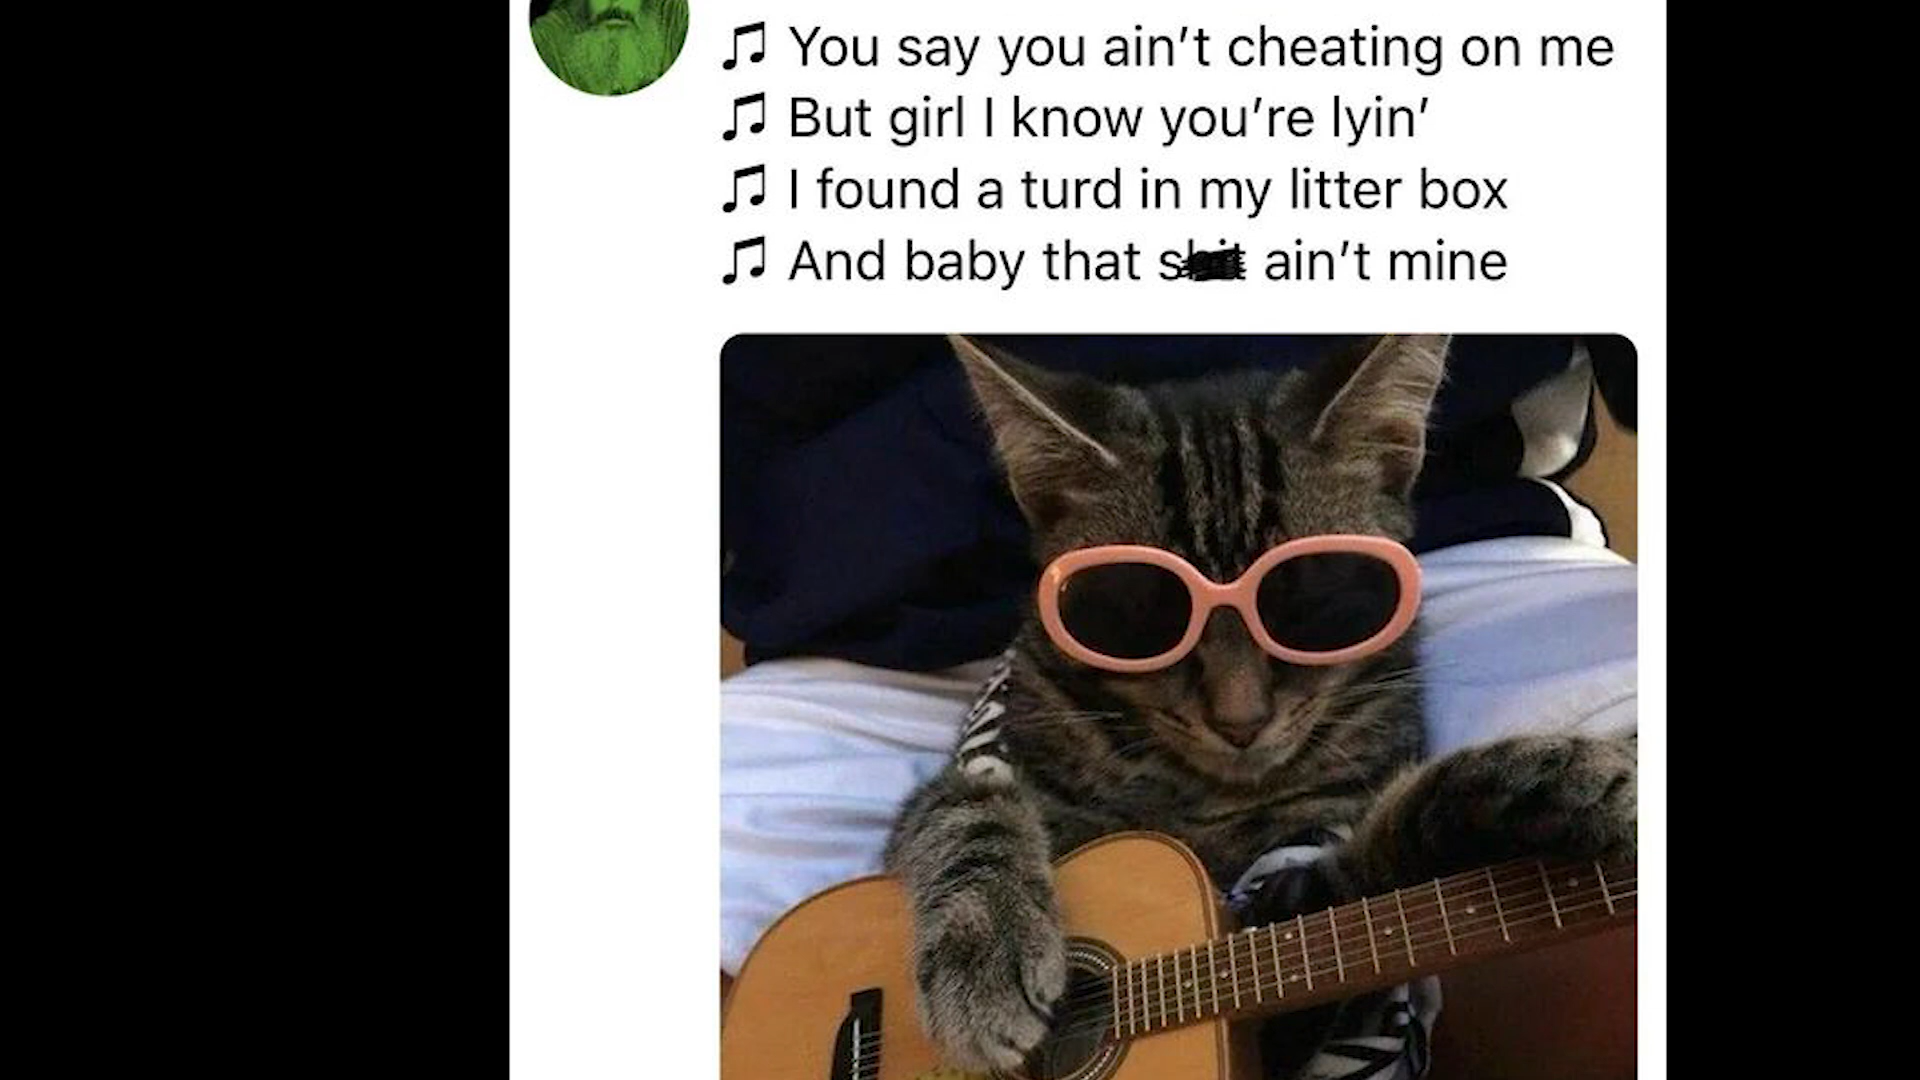 ♫ You say you ain’t cheating on me
♫ But girl I know you’re lyin’
♫ I found a turd in my litter box
♫ And baby that shit ain’t mine